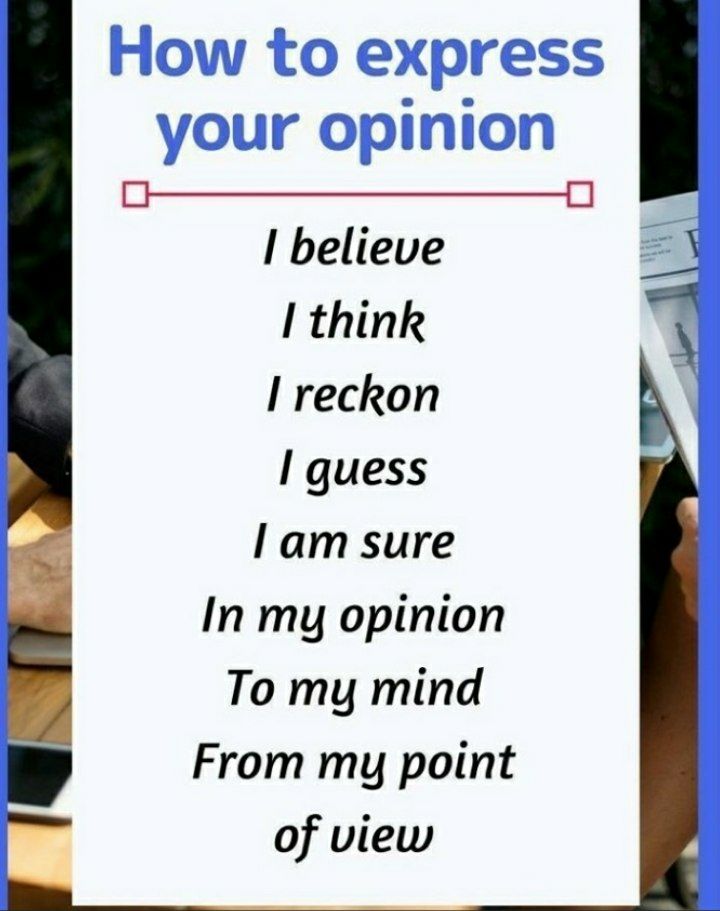 How to express
your opinion
I believe
I think
I reckon
I guess
I am sure
In my opinion
To my mind
From my point
of view